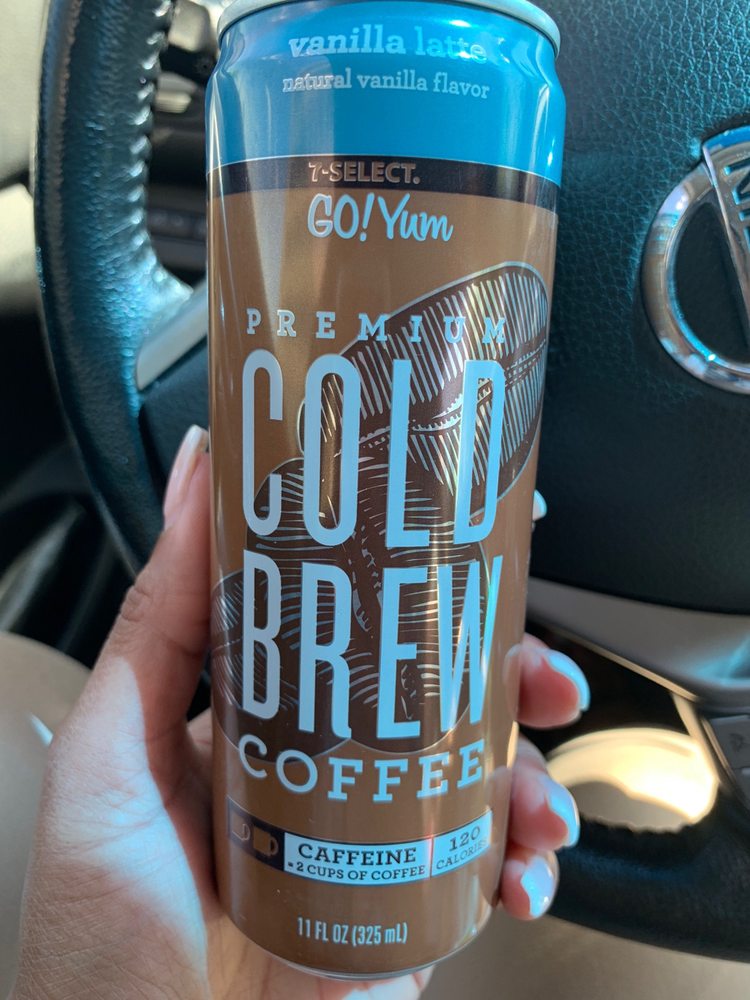 vanilla latte
natural vanilla flavor
7-SELECT.
GO! Yum
PREMIUM
COLD
BREW
COFFEE
CAFFEINE
=2 CUPS OF COFFEE
120
CALORIES
11 FL OZ (325 mL)